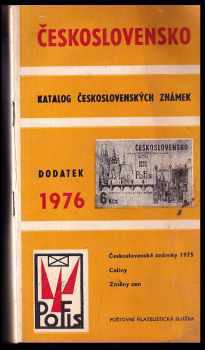 ČESKOSLOVENSKO
KATALOG ČESKOSLOVENSKÝCH ZNÁMEK
DODATEK
1976
ČESKOSLOVENSKO
PoFis
6 Kčs
Československé známky 1975
Celiny
Změny cen
PoFis
POŠTOVNÍ FILATELISTICKÁ SLUŽBA